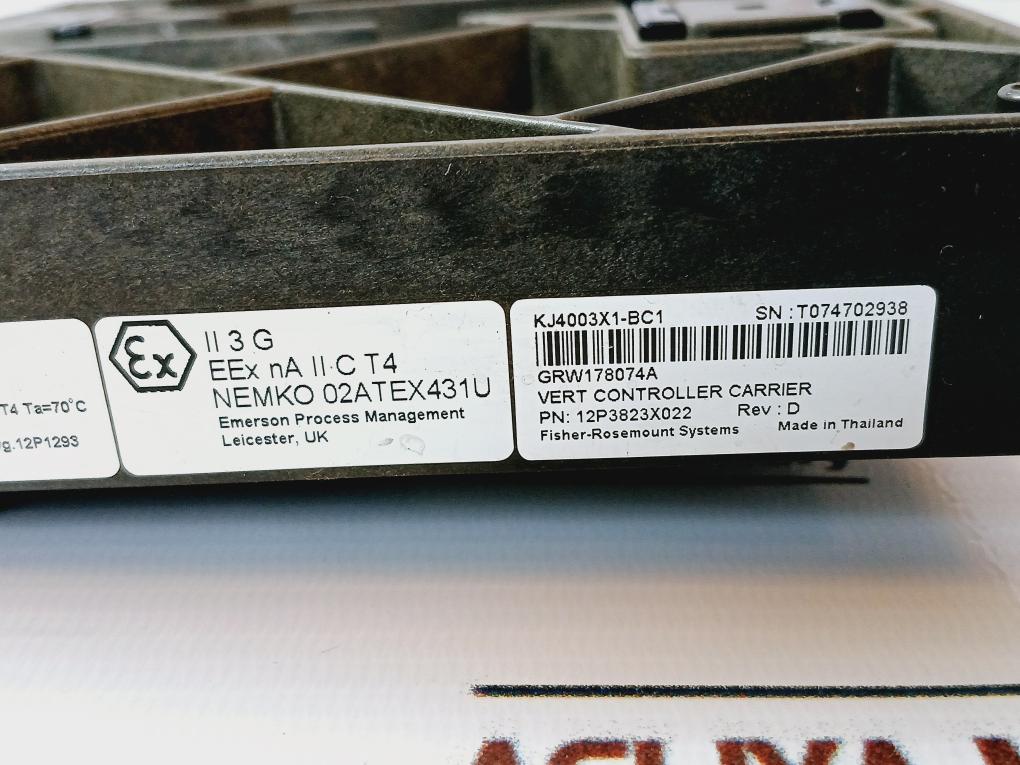 T4 Ta=70°C
g.12P1293
Ex
II 3 G
EEx nA II C T4
NEMKO 02ATEX431U
Emerson Process Management
Leicester, UK
KJ4003X1-BC1 SN : T074702938
GRW178074A
VERT CONTROLLER CARRIER
PN: 12P3823X022 Rev : D
Fisher-Rosemount Systems Made in Thailand